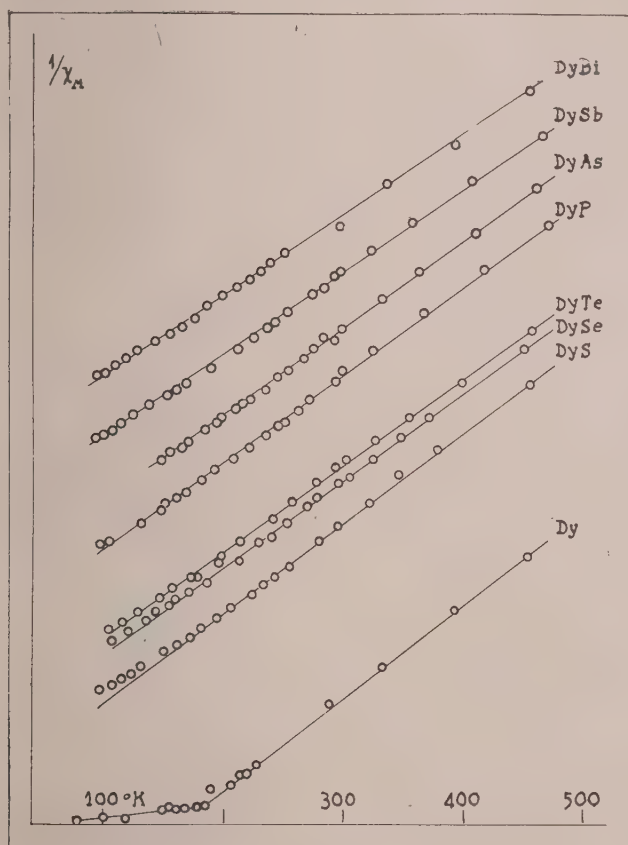 1/χM
DyBi
DySb
DyAs
DyP
DyTe
DySe
DyS
Dy
100 °K 300 400 500